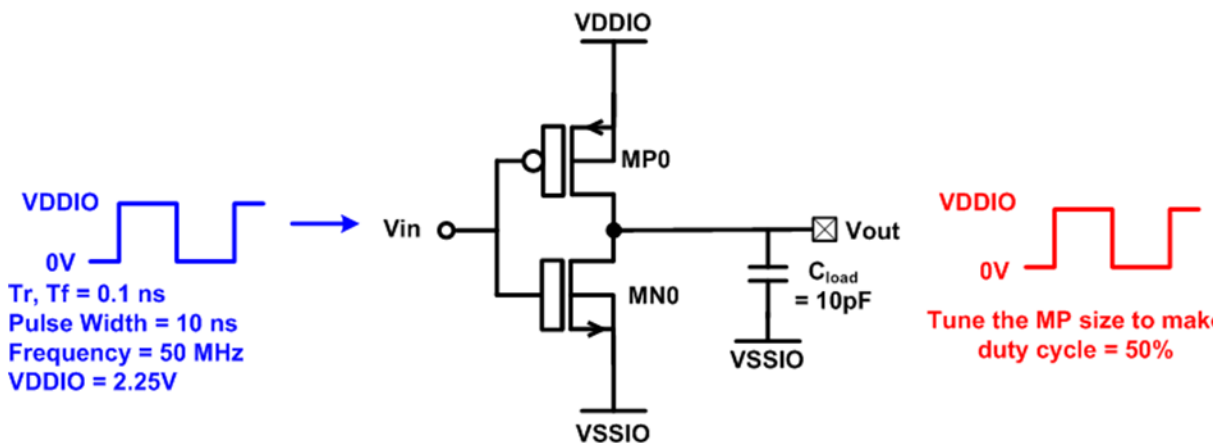 VDDIO
MP0
VDDIO
0V
Vin
Vout
VDDIO
0V
MN0
Cload
= 10pF
Tr, Tf = 0.1 ns
Pulse Width = 10 ns
Frequency = 50 MHz
VDDIO = 2.25V
Tune the MP size to make
duty cycle = 50%
VSSIO
VSSIO